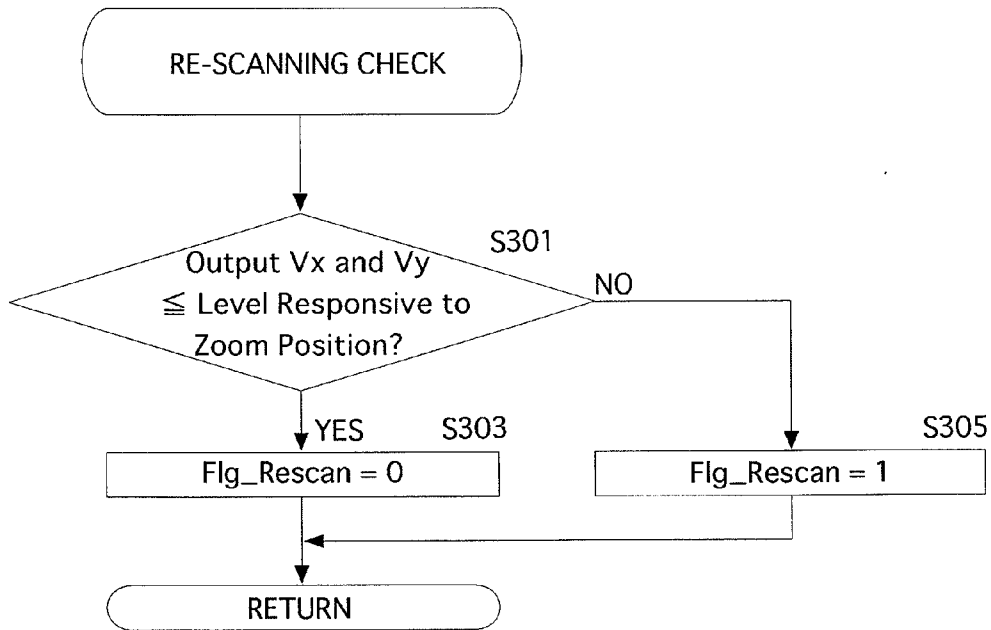 RE-SCANNING CHECK
S301
Output Vx and Vy
≦ Level Responsive to
Zoom Position?
NO
YES
S303
S305
Flg_Rescan = 0
Flg_Rescan = 1
RETURN